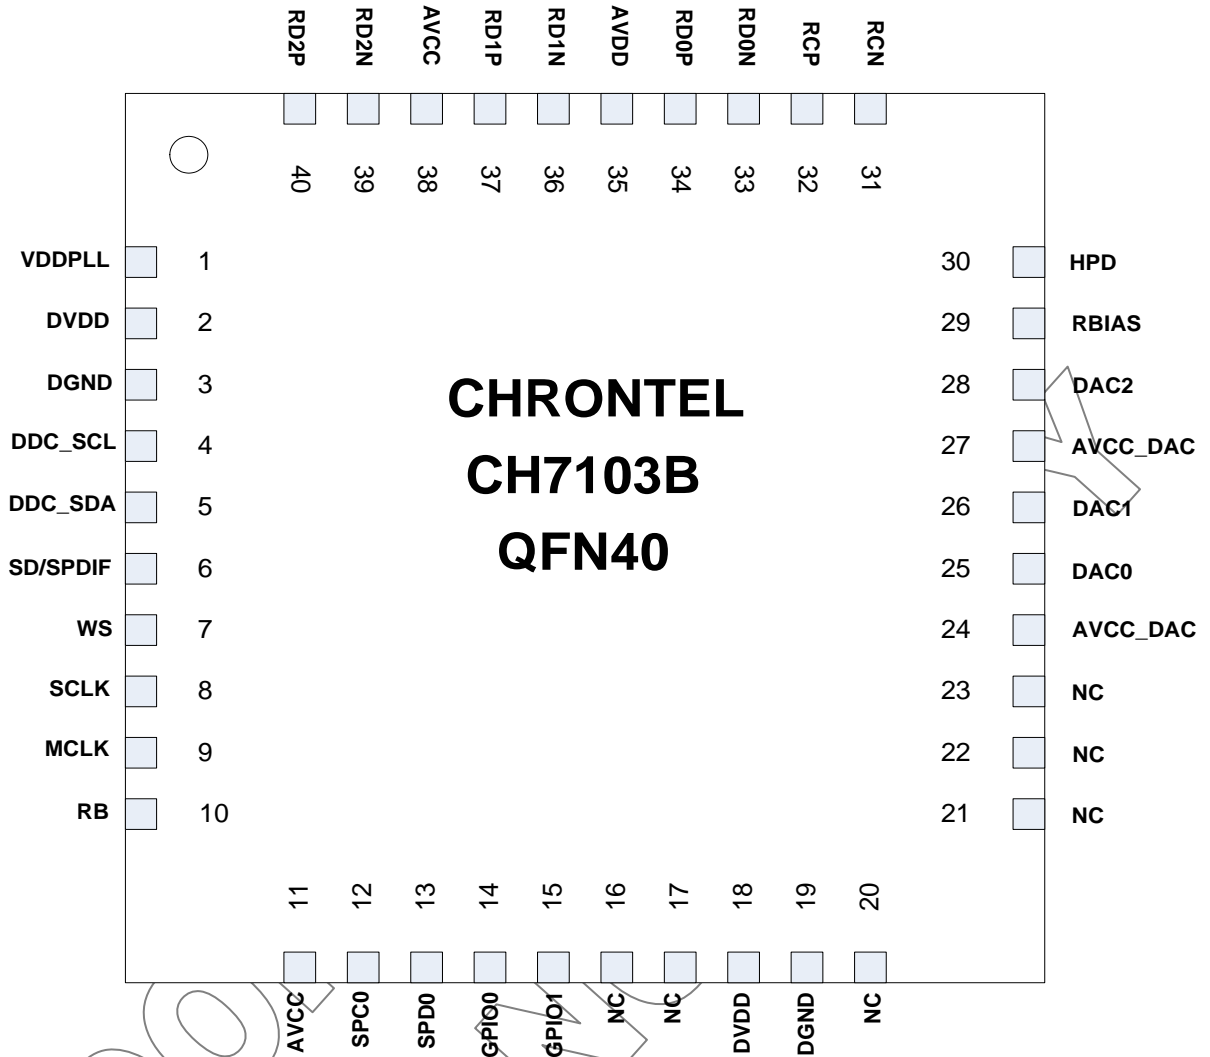 RD2P RD2N AVCC RD1P RD1N AVDD RD0P RD0N RCP RCN
40 39 38 37 36 35 34 33 32 31
VDDPLL 1 30 HPD
DVDD 2 29 RBIAS
DGND 3 28 DAC2
CHRONTEL
DDC_SCL 4 27 AVCC_DAC
CH7103B
DDC_SDA 5 26 DAC1
QFN40
SD/SPDIF 6 25 DAC0
WS 7 24 AVCC_DAC
SCLK 8 23 NC
MCLK 9 22 NC
RB 10 21 NC
11 12 13 14 15 16 17 18 19 20
AVCC SPC0 SPD0 GPIO0 GPIO1 NC NC DVDD DGND NC